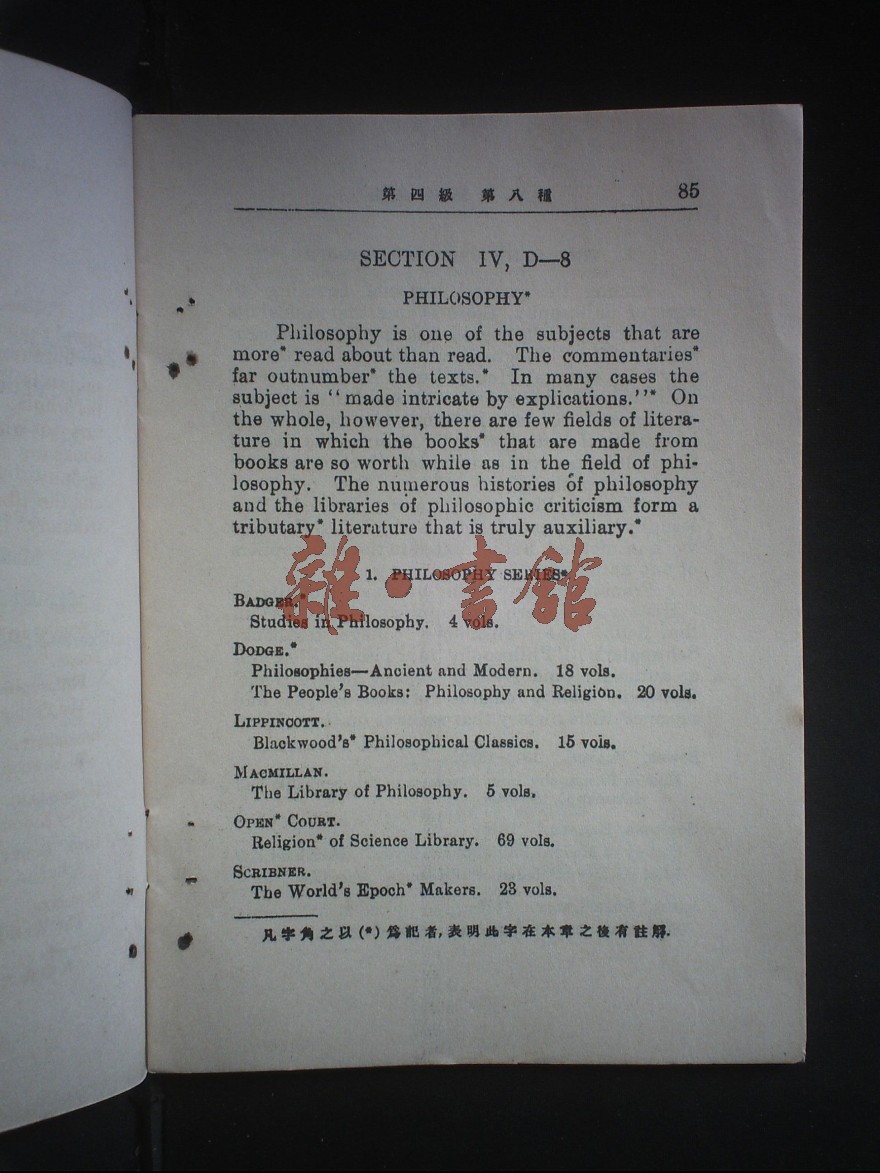 第四級 第八種 85
SECTION IV, D—8
PHILOSOPHY*
Philosophy is one of the subjects that are
more* read about than read. The commentaries*
far outnumber* the texts.* In many cases the
subject is "made intricate by explications."* On
the whole, however, there are few fields of litera-
ture in which the books* that are made from
books are so worth while as in the field of phi-
losophy. The numerous histories of philosophy
and the libraries of philosophic criticism form a
tributary* literature that is truly auxiliary.*
雜·書館
1. PHILOSOPHY SERIES*
BADGER.*
Studies in Philosophy. 4 vols.
DODGE.*
Philosophies—Ancient and Modern. 18 vols.
The People's Books: Philosophy and Religion. 20 vols.
LIPPINCOTT.
Blackwood's* Philosophical Classics. 15 vols.
MACMILLAN.
The Library of Philosophy. 5 vols.
OPEN* COURT.
Religion* of Science Library. 69 vols.
SCRIBNER.
The World's Epoch* Makers. 23 vols.
凡字角之以(*)爲記者,表明此字在本章之後有註解.